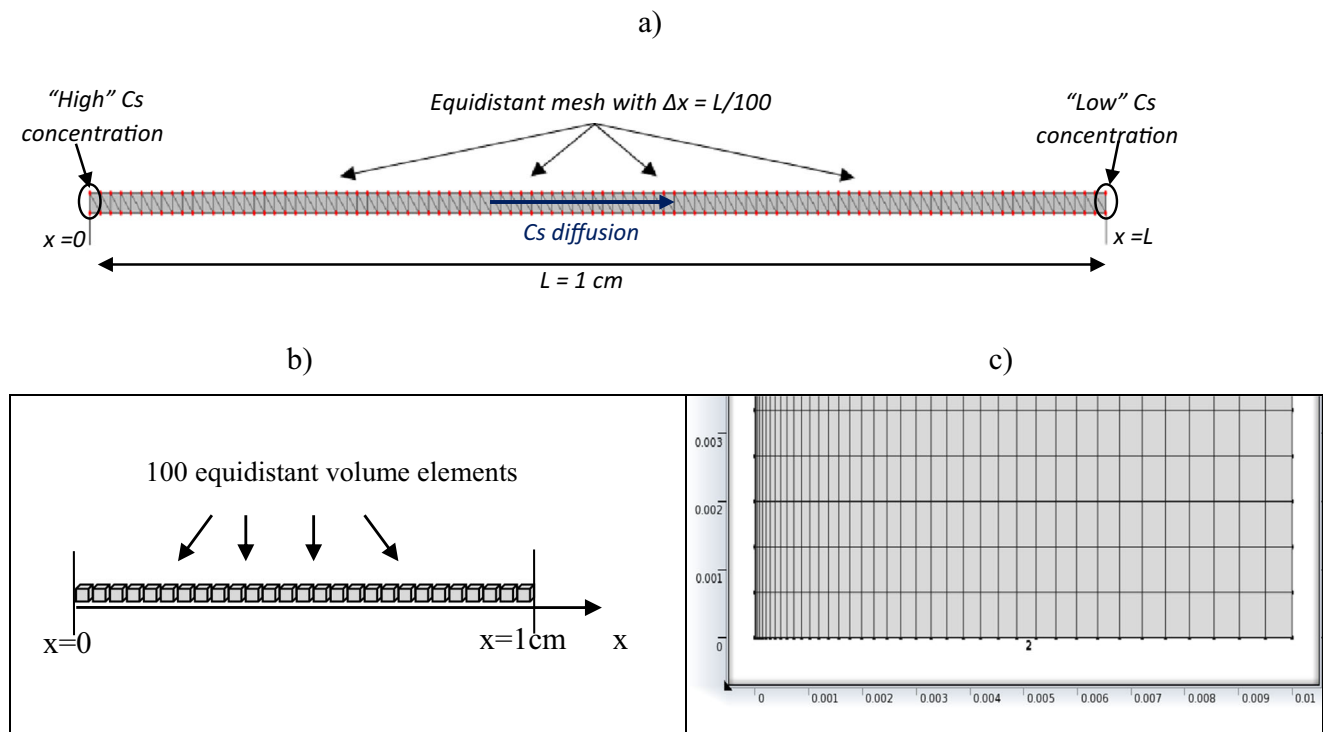 a)
“High” Cs
concentration
Equidistant mesh with Δx = L/100
“Low” Cs
concentration
x =0
Cs diffusion
x =L
L = 1 cm
b)
c)
100 equidistant volume elements
x=0
x=1cm
x
0.003
0.002
0.001
0
2
0
0.001
0.002
0.003
0.004
0.005
0.006
0.007
0.008
0.009
0.01